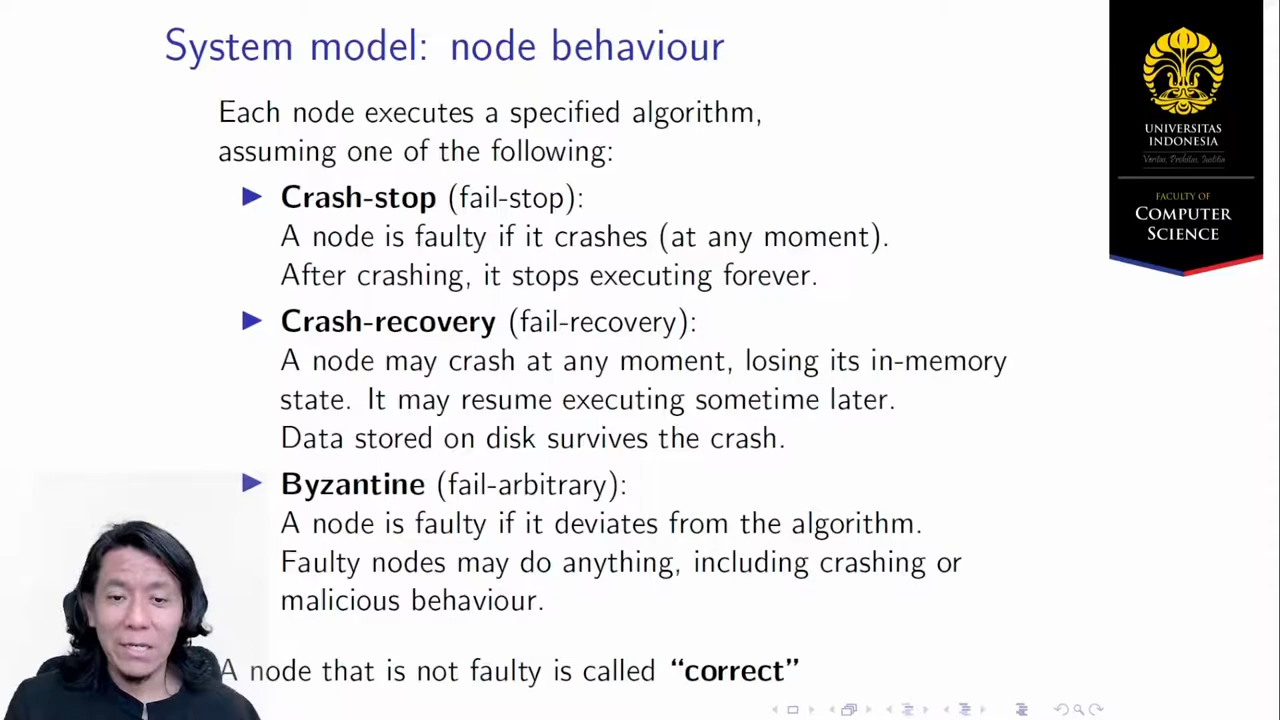 System model: node behaviour
Each node executes a specified algorithm,
assuming one of the following:
Crash-stop (fail-stop):
A node is faulty if it crashes (at any moment).
After crashing, it stops executing forever.
Crash-recovery (fail-recovery):
A node may crash at any moment, losing its in-memory
state. It may resume executing sometime later.
Data stored on disk survives the crash.
Byzantine (fail-arbitrary):
A node is faulty if it deviates from the algorithm.
Faulty nodes may do anything, including crashing or
malicious behaviour.
A node that is not faulty is called “correct”
UNIVERSITAS
INDONESIA
Veritas, Probitas, Iustitia
FACULTY OF
COMPUTER
SCIENCE